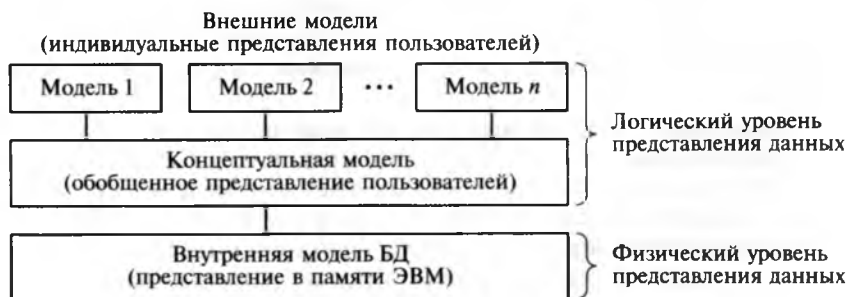 Внешние модели
(индивидуальные представления пользователей)
Модель 1
Модель 2
...
Модель n
Логический уровень
представления данных
Концептуальная модель
(обобщенное представление пользователей)
Внутренняя модель БД
(представление в памяти ЭВМ)
Физический уровень
представления данных